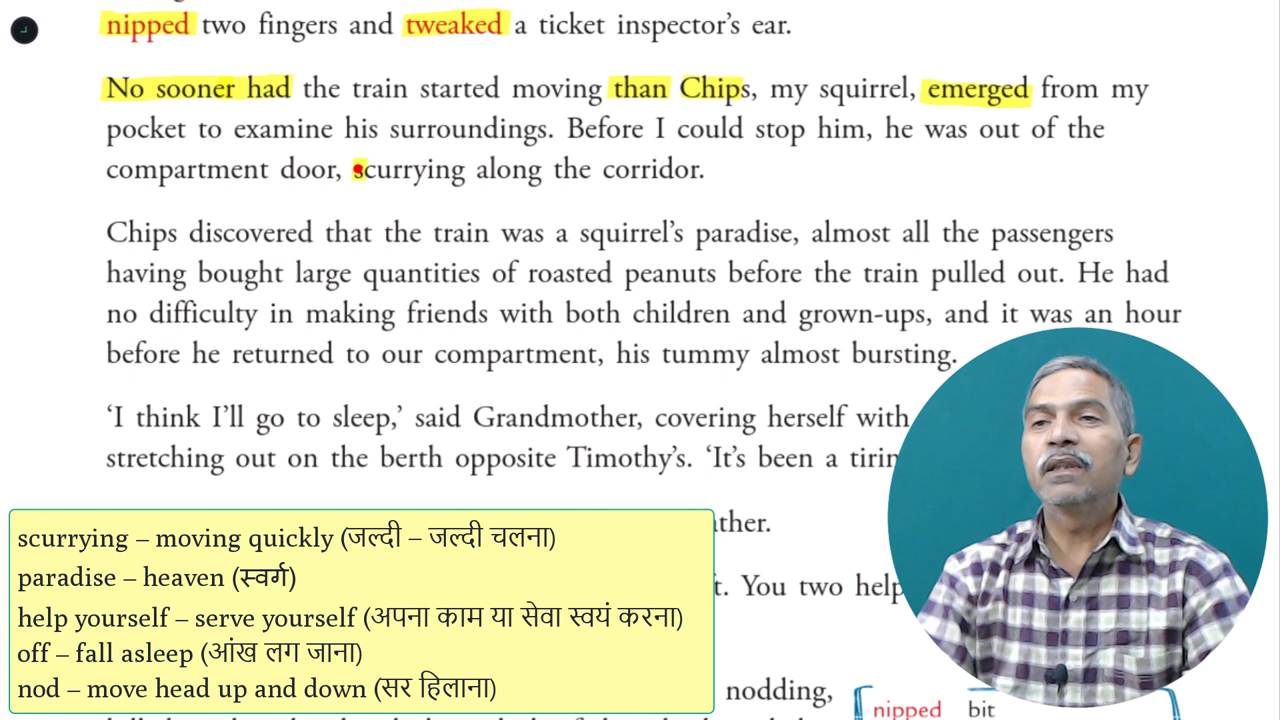 nipped two fingers and tweaked a ticket inspector’s ear.
No sooner had the train started moving than Chips, my squirrel, emerged from my
pocket to examine his surroundings. Before I could stop him, he was out of the
compartment door, scurrying along the corridor.
Chips discovered that the train was a squirrel’s paradise, almost all the passengers
having bought large quantities of roasted peanuts before the train pulled out. He had
no difficulty in making friends with both children and grown-ups, and it was an hour
before he returned to our compartment, his tummy almost bursting.
‘I think I’ll go to sleep,’ said Grandmother, covering herself with
stretching out on the berth opposite Timothy’s. ‘It’s been a
You two help
nodding,
scurrying – moving quickly (जल्दी – जल्दी चलना)
paradise – heaven (स्वर्ग)
help yourself – serve yourself (अपना काम या सेवा स्वयं करना)
off – fall asleep (आंख लग जाना)
nod – move head up and down (सर हिलाना)
nipped bit